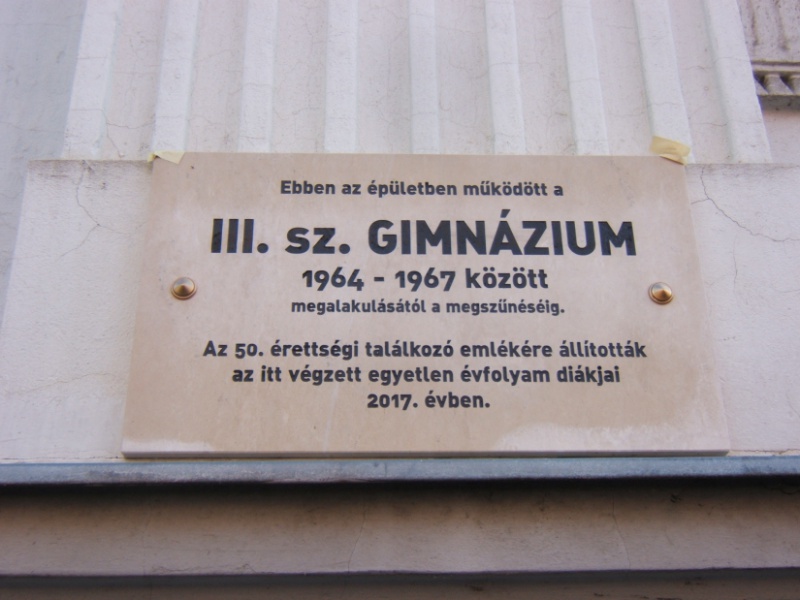 Ebben az épületben működött a
III. sz. GIMNÁZIUM
1964 - 1967 között
megalakulásától a megszűnéséig.
Az 50. érettségi találkozó emlékére állították
az itt végzett egyetlen évfolyam diákjai
2017. évben.